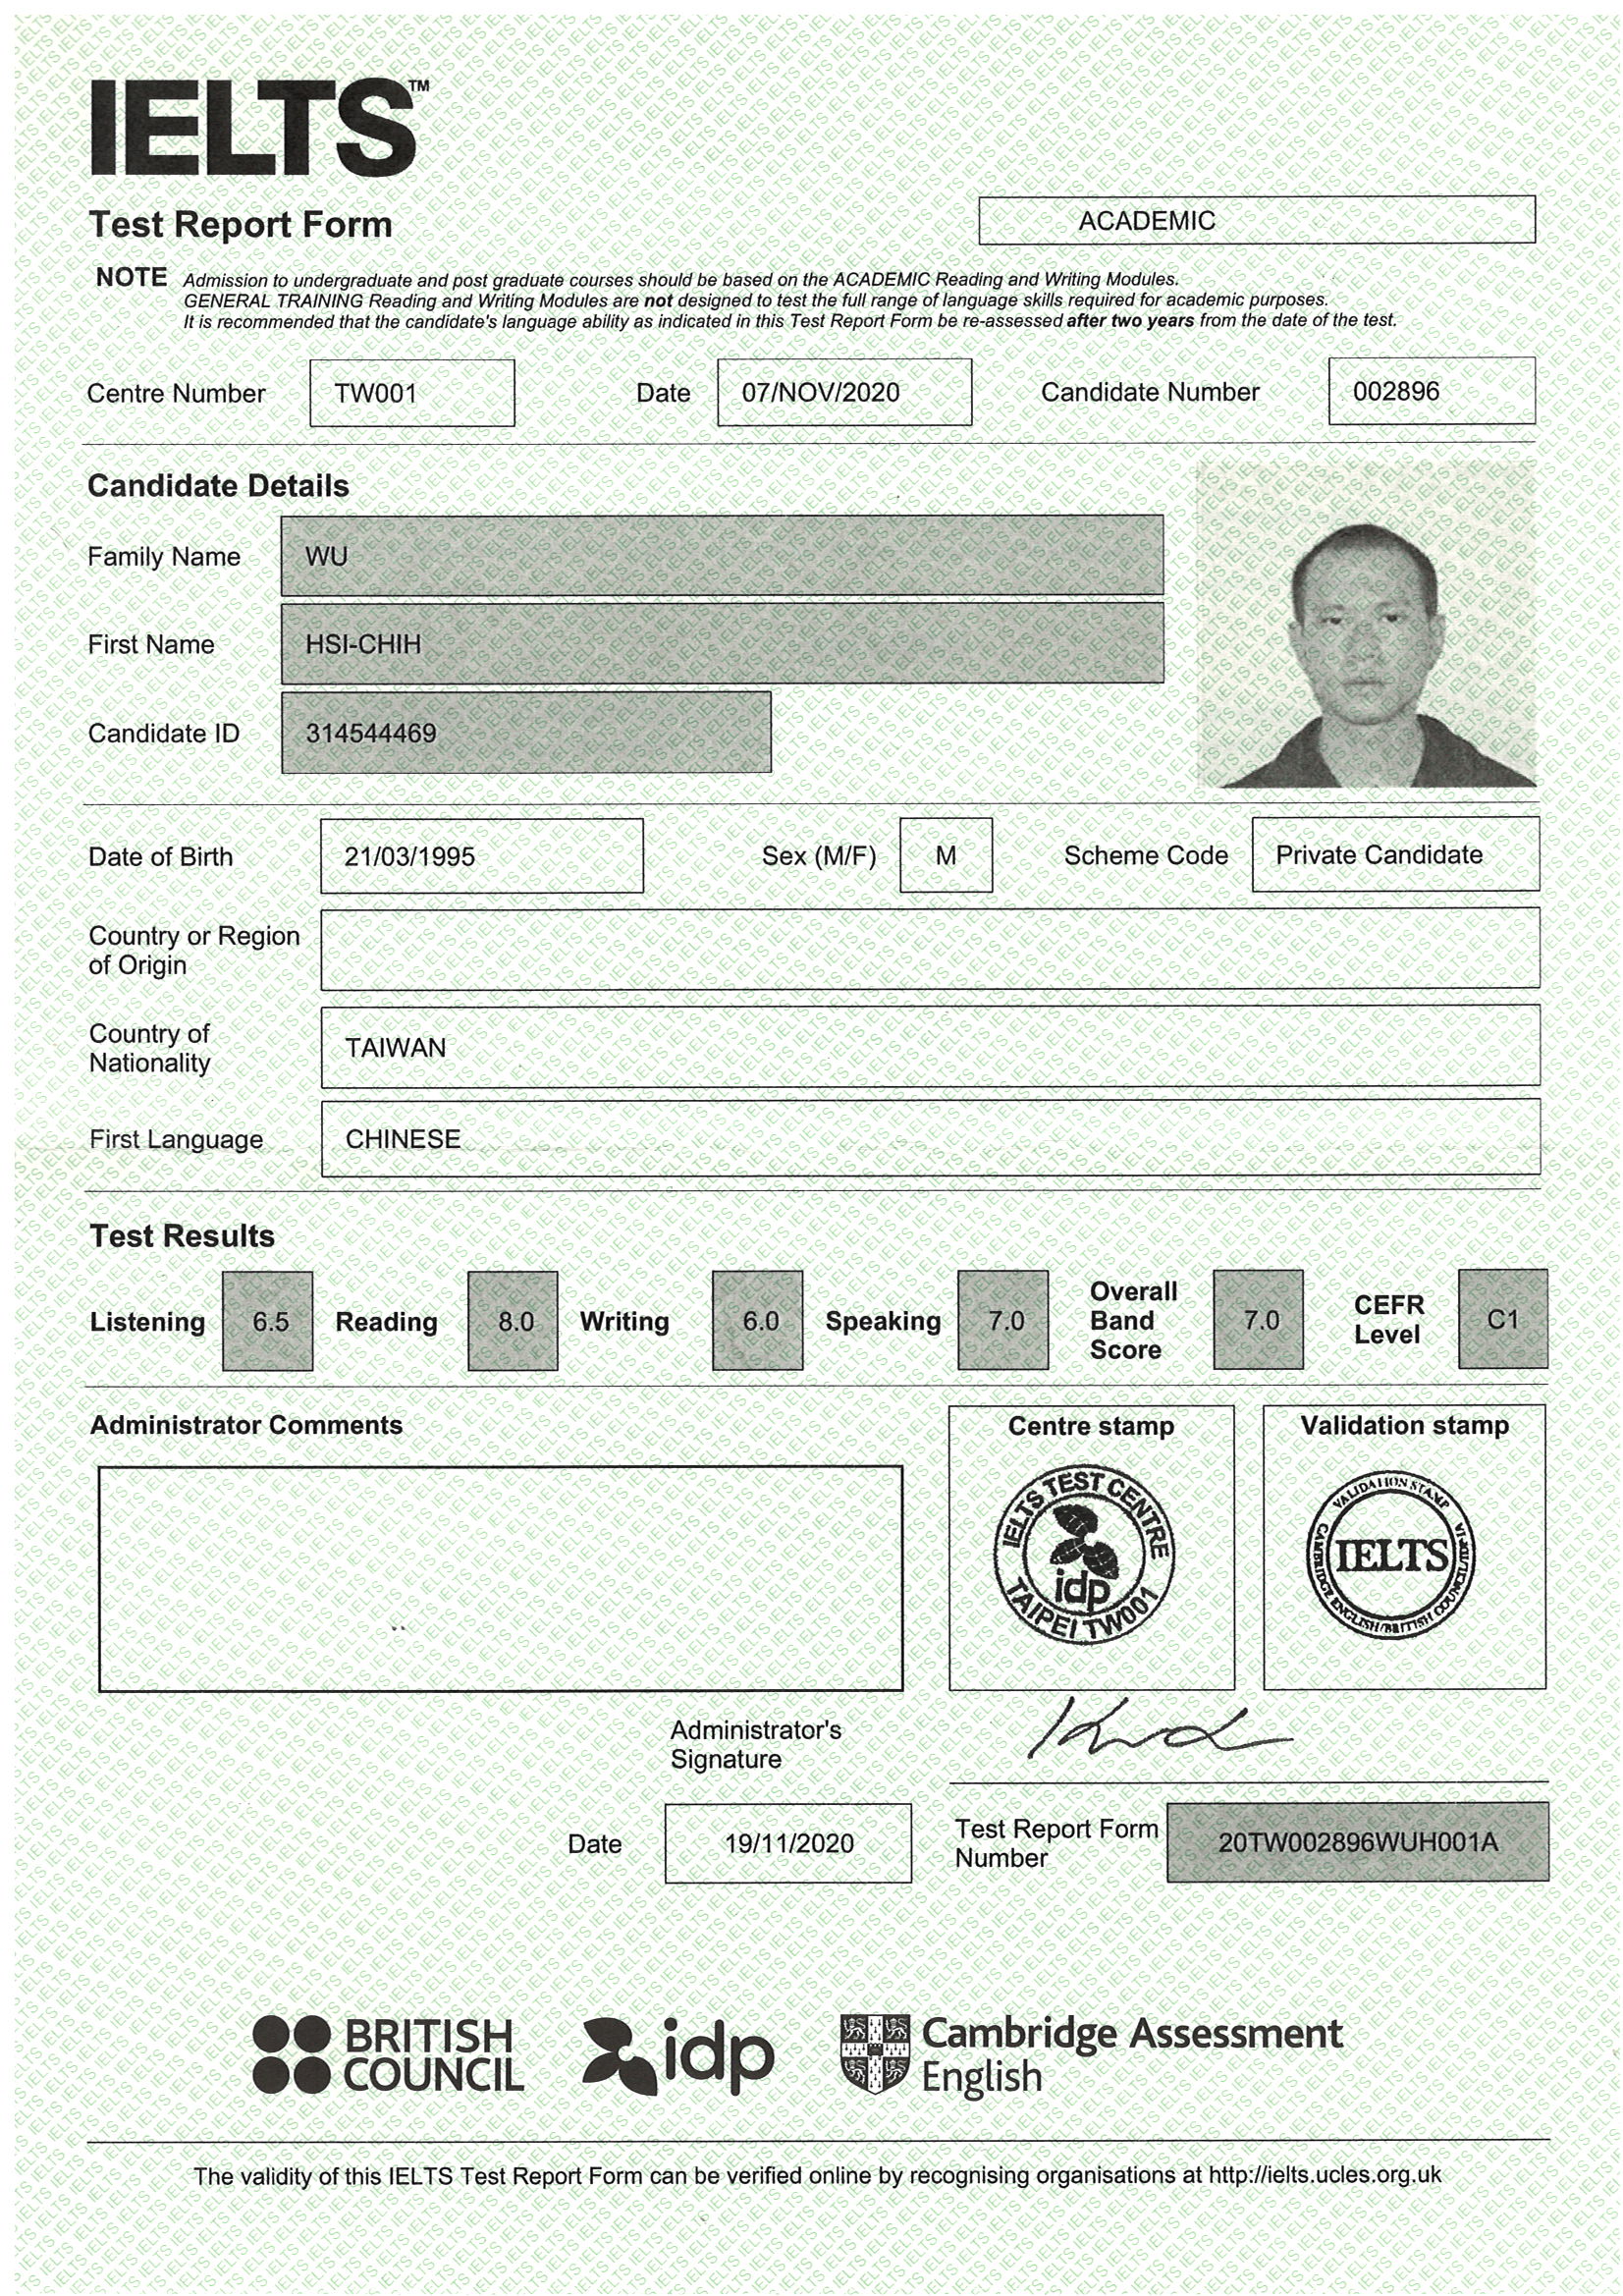 IELTS™
Test Report Form
ACADEMIC
NOTE Admission to undergraduate and post graduate courses should be based on the ACADEMIC Reading and Writing Modules.
GENERAL TRAINING Reading and Writing Modules are not designed to test the full range of language skills required for academic purposes.
It is recommended that the candidate's language ability as indicated in this Test Report Form be re-assessed after two years from the date of the test.
Centre Number TW001 Date 07/NOV/2020 Candidate Number 002896
Candidate Details
Family Name WU
First Name HSI-CHIH
Candidate ID 314544469
Date of Birth 21/03/1995 Sex (M/F) M Scheme Code Private Candidate
Country or Region
of Origin
Country of
Nationality
TAIWAN
First Language CHINESE
Test Results
Listening 6.5 Reading 8.0 Writing 6.0 Speaking 7.0 Overall Band Score 7.0 CEFR Level C1
Administrator Comments
Centre stamp
IELTS TEST CENTRE
idp
TAIPEI TW001
Validation stamp
VALIDATION STAMP
IELTS
CAMBRIDGE ENGLISH/BRITISH COUNCIL/IDP:IA
Administrator's
Signature
Date 19/11/2020
Test Report Form
Number
20TW002896WUH001A
BRITISH
COUNCIL
idp
Cambridge Assessment
English
The validity of this IELTS Test Report Form can be verified online by recognising organisations at http://ielts.ucles.org.uk